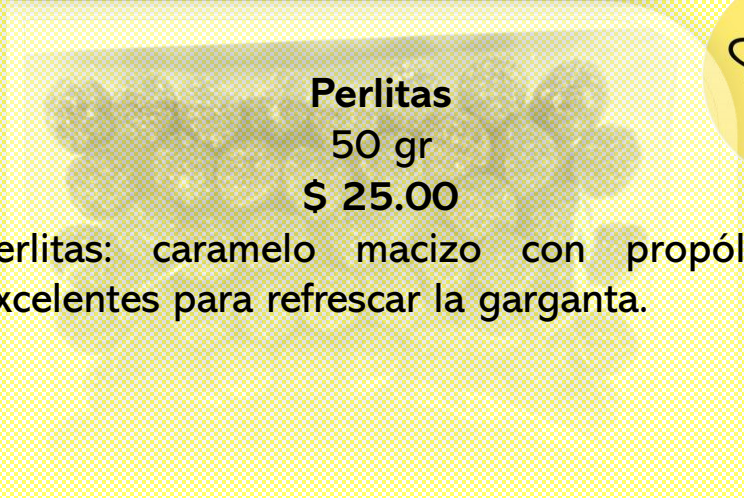 Perlitas
50 gr
$ 25.00
erlitas: caramelo macizo con propól
xcelentes para refrescar la garganta.